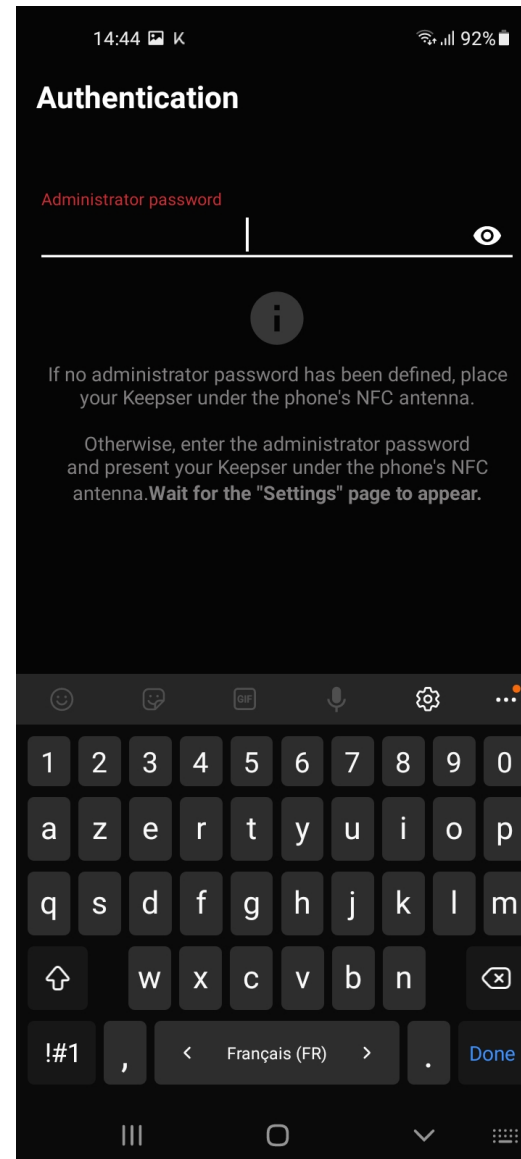 14:44 K 92%
Authentication
Administrator password
If no administrator password has been defined, place
your Keepser under the phone's NFC antenna.
Otherwise, enter the administrator password
and present your Keepser under the phone's NFC
antenna.Wait for the "Settings" page to appear.
GIF
1 2 3 4 5 6 7 8 9 0
a z e r t y u i o p
q s d f g h j k l m
w x c v b n
!#1 , < Français (FR) > . Done